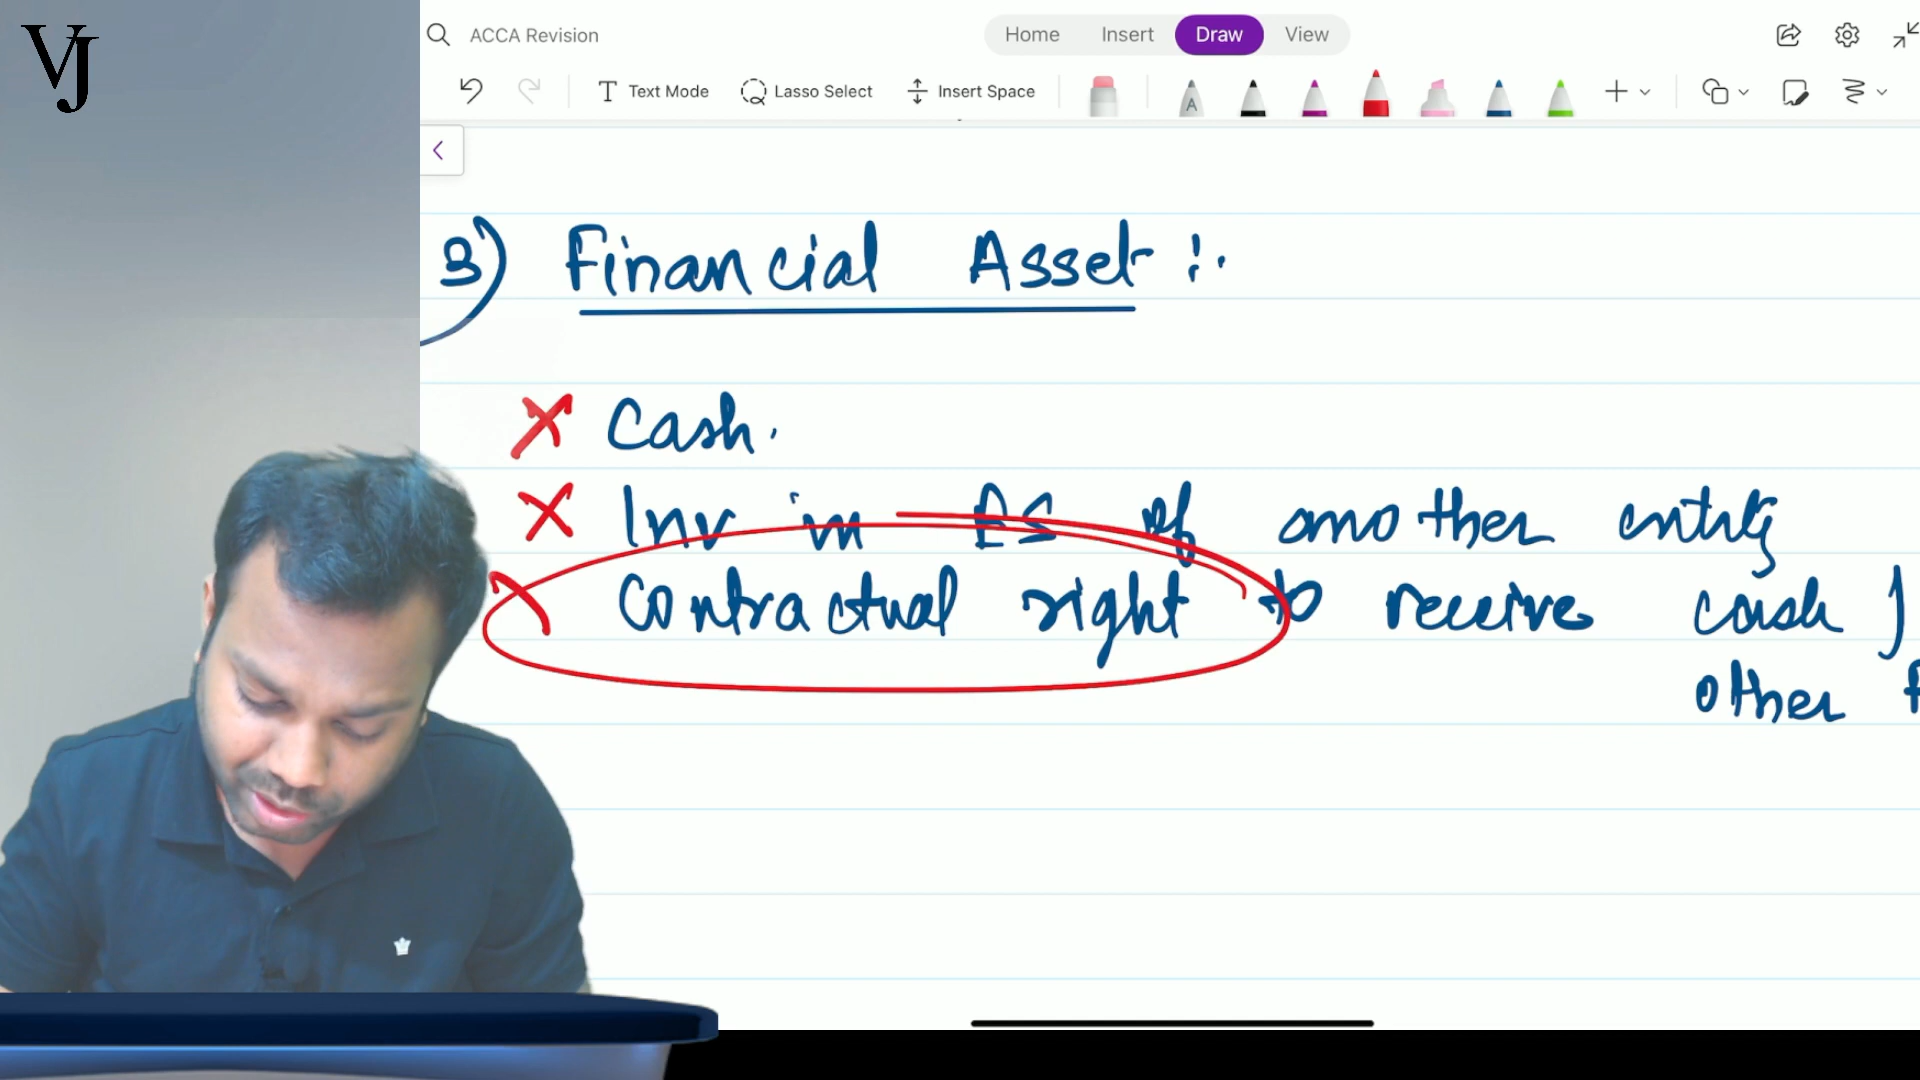 VJ
ACCA Revision
Home Insert Draw View
Text Mode Lasso Select Insert Space
A
3) Financial Asset :.
Cash.
Inv in ES of another entity
Contractual right to receive cash /
other